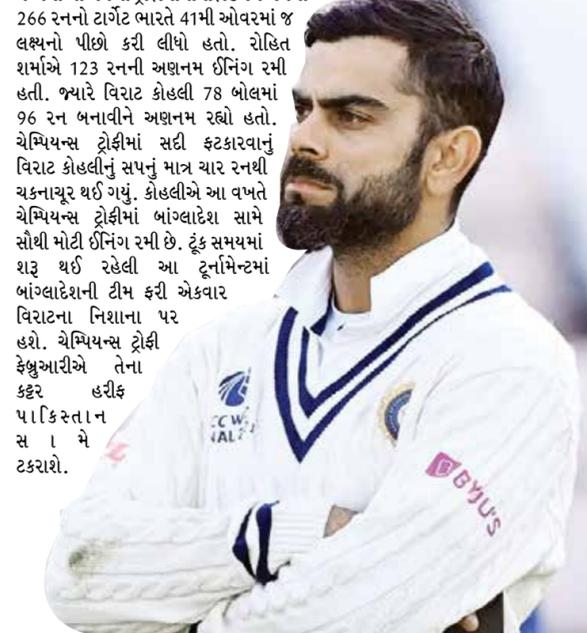 266 રનનો ટાર્ગેટ ભારતે 41મી ઓવરમાં જ
લક્ષ્યનો પીછો કરી લીધો હતો. રોહિત
શર્માએ 123 રનની અણનમ ઈનિંગ રમી
હતી. જ્યારે વિરાટ કોહલી 78 બોલમાં
96 રન બનાવીને અણનમ રહ્યો હતો.
ચેમ્પિયન્સ ટ્રોફીમાં સદી ફટકારવાનું
વિરાટ કોહલીનું સપનું માત્ર ચાર રનથી
ચકનાચૂર થઈ ગયું. કોહલીએ આ વખતે
ચેમ્પિયન્સ ટ્રોફીમાં બાંગ્લાદેશ સામે
સૌથી મોટી ઈનિંગ રમી છે. ટૂંક સમયમાં
શરૂ થઈ રહેલી આ ટૂર્નામેન્ટમાં
બાંગ્લાદેશની ટીમ ફરી એકવાર
વિરાટના નિશાના પર
હશે. ચેમ્પિયન્સ ટ્રોફી
ફેબ્રુઆરીએ તેના
કટ્ટર હરીફ
પાકિસ્તાન
સામે
ટકરાશે.
BYJU'S